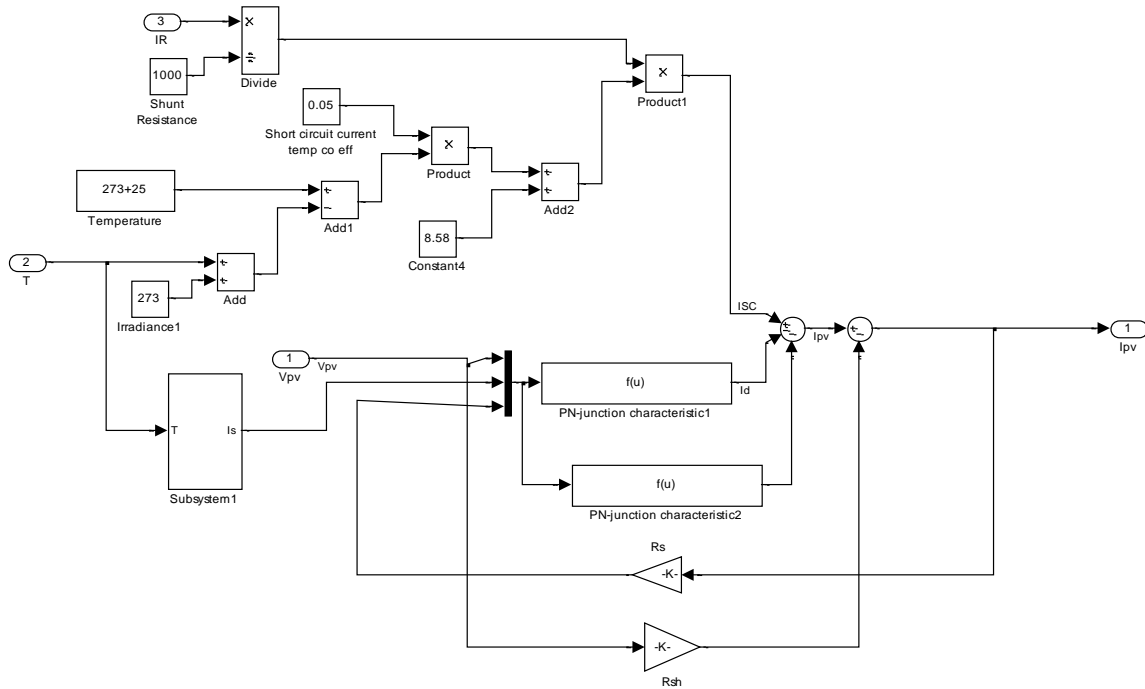 3
IR
×
÷
Divide
1000
Shunt
Resistance
0.05
Short circuit current
temp co eff
×
Product
×
Product1
273+25
Temperature
+
−
Add1
+
+
Add2
8.58
Constant4
2
T
273
Irradiance1
+
+
Add
ISC
1
Vpv
Vpv
f(u)
Id
PN-junction characteristic1
+
−
−
Ipv
+
−
1
Ipv
T
Is
Subsystem1
f(u)
PN-junction characteristic2
Rs
-K-
-K-
Rsh